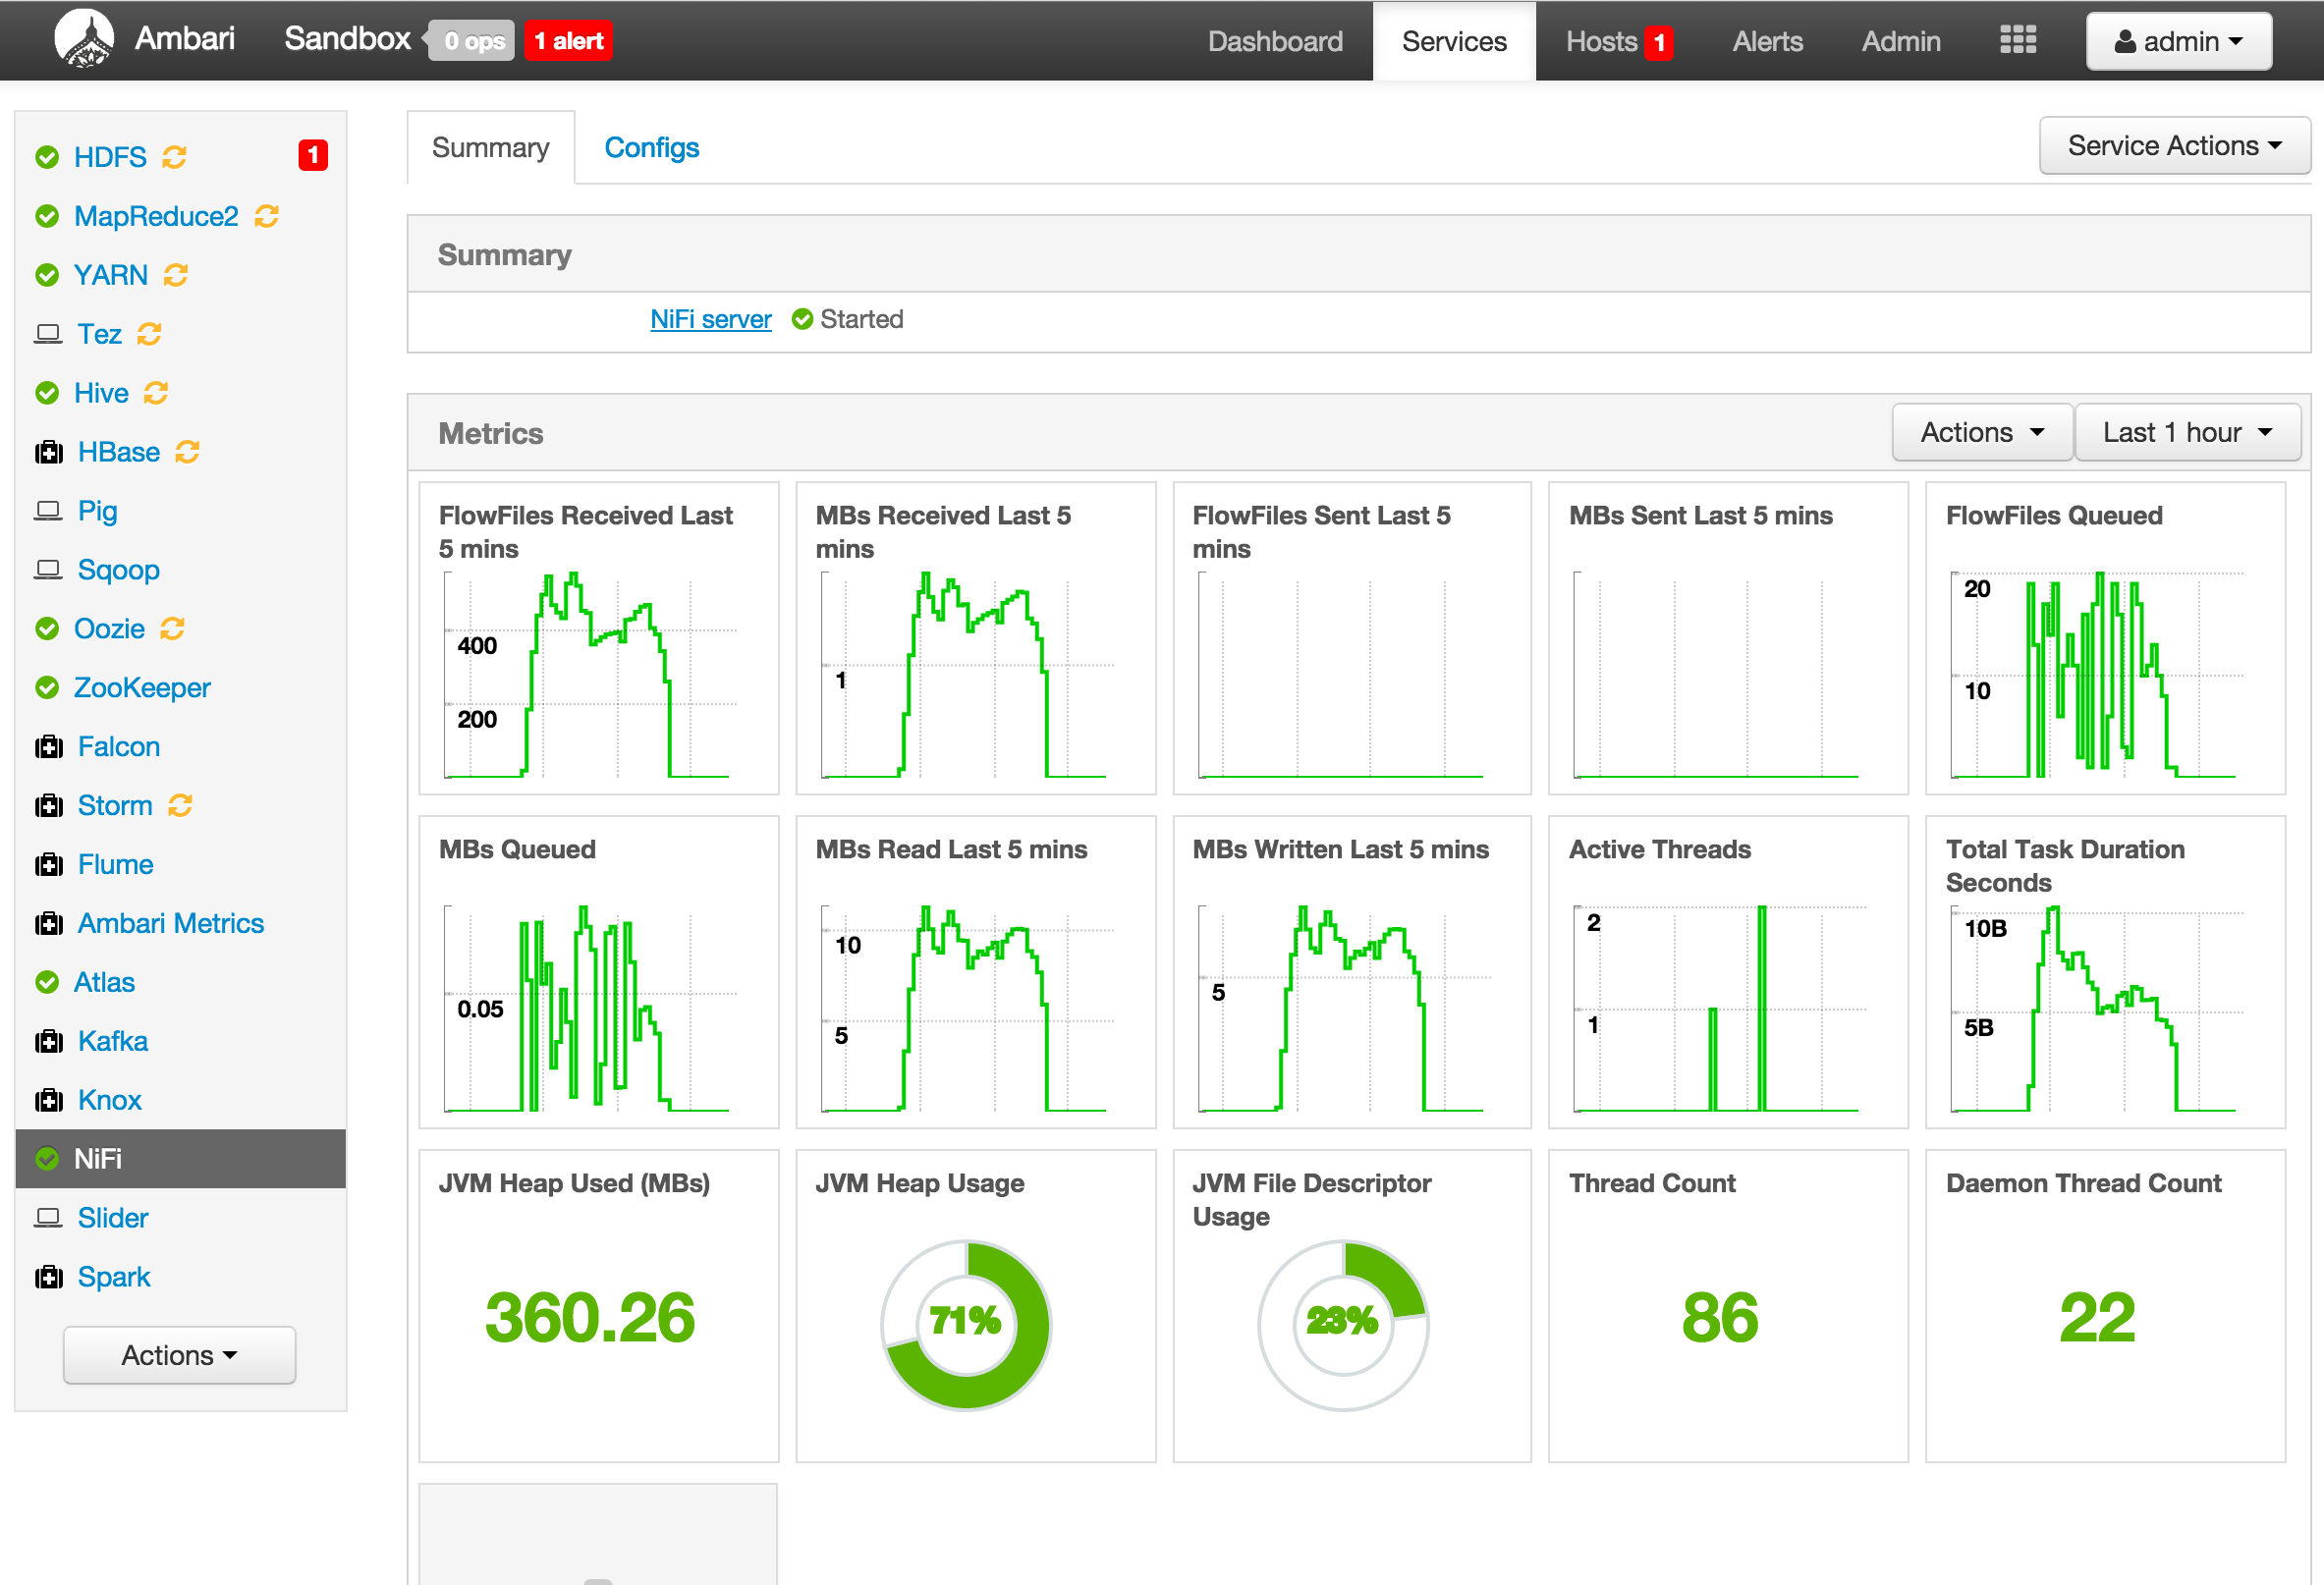 Ambari
Sandbox
0 ops
1 alert
Dashboard
Services
Hosts 1
Alerts
Admin
admin
HDFS
1
MapReduce2
YARN
Tez
Hive
HBase
Pig
Sqoop
Oozie
ZooKeeper
Falcon
Storm
Flume
Ambari Metrics
Atlas
Kafka
Knox
NiFi
Slider
Spark
Actions
Summary
Configs
Service Actions
Summary
NiFi server
Started
Metrics
Actions
Last 1 hour
FlowFiles Received Last
5 mins
400
200
MBs Received Last 5
mins
1
FlowFiles Sent Last 5
mins
MBs Sent Last 5 mins
FlowFiles Queued
20
10
MBs Queued
0.05
MBs Read Last 5 mins
10
5
MBs Written Last 5 mins
5
Active Threads
2
1
Total Task Duration
Seconds
10B
5B
JVM Heap Used (MBs)
360.26
JVM Heap Usage
71%
JVM File Descriptor
Usage
23%
Thread Count
86
Daemon Thread Count
22